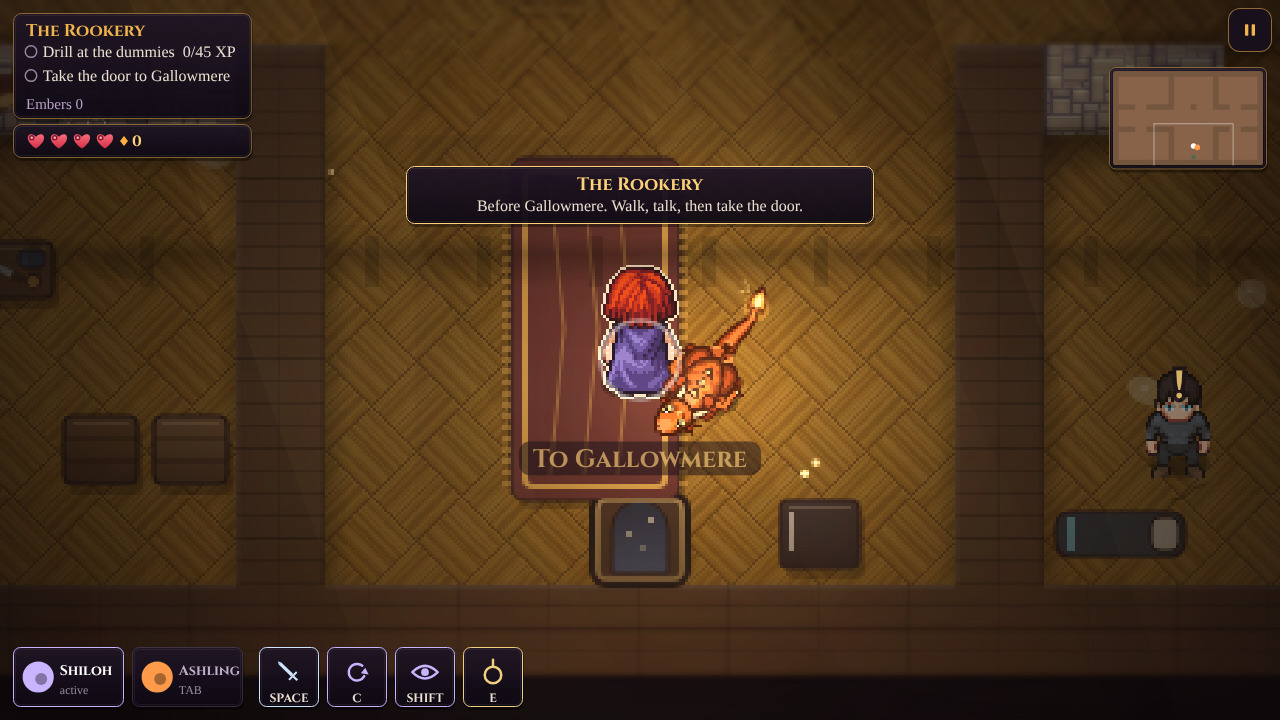 The Rookery
Drill at the dummies 0/45 XP
Take the door to Gallowmere
Embers 0
0
The Rookery
Before Gallowmere. Walk, talk, then take the door.
To Gallowmere
Shiloh
active
Ashling
TAB
SPACE
C
SHIFT
E